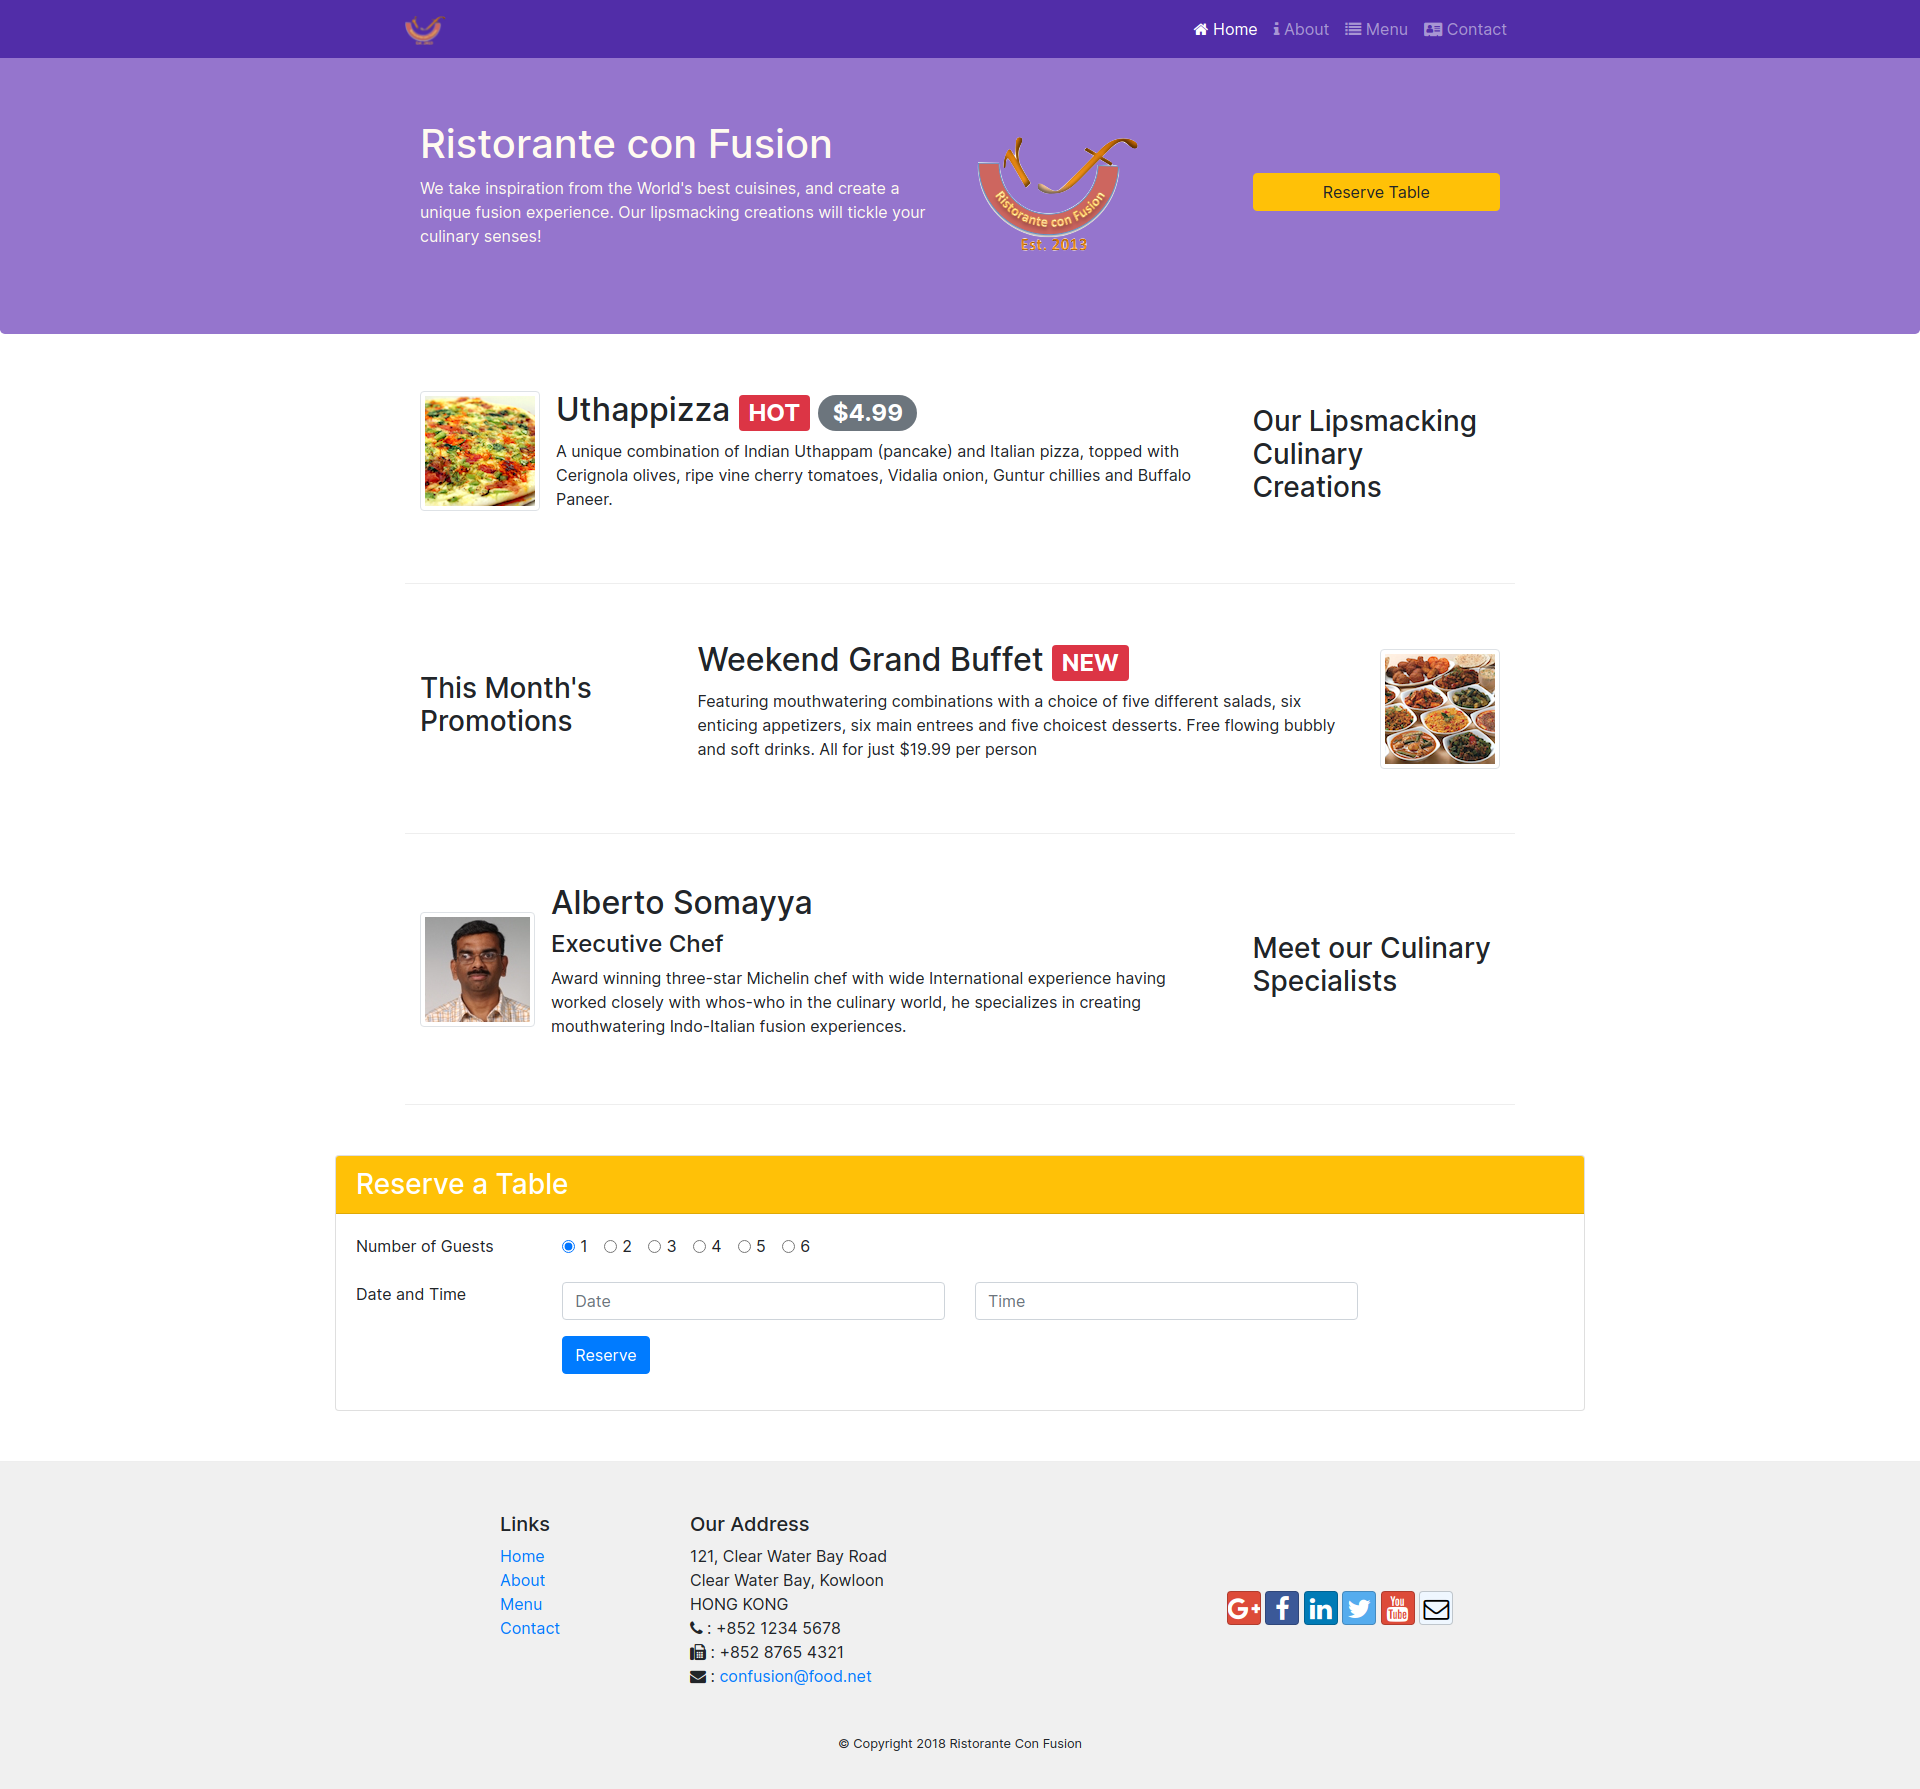 Home About Menu Contact
Ristorante con Fusion
We take inspiration from the World's best cuisines, and create a
unique fusion experience. Our lipsmacking creations will tickle your
culinary senses!
Ristorante con Fusion
Est. 2013
Reserve Table
Uthappizza HOT $4.99
A unique combination of Indian Uthappam (pancake) and Italian pizza, topped with
Cerignola olives, ripe vine cherry tomatoes, Vidalia onion, Guntur chillies and Buffalo
Paneer.
Our Lipsmacking
Culinary
Creations
This Month's
Promotions
Weekend Grand Buffet NEW
Featuring mouthwatering combinations with a choice of five different salads, six
enticing appetizers, six main entrees and five choicest desserts. Free flowing bubbly
and soft drinks. All for just $19.99 per person
Alberto Somayya
Executive Chef
Award winning three-star Michelin chef with wide International experience having
worked closely with whos-who in the culinary world, he specializes in creating
mouthwatering Indo-Italian fusion experiences.
Meet our Culinary
Specialists
Reserve a Table
Number of Guests 1 2 3 4 5 6
Date and Time Date Time
Reserve
Links
Home
About
Menu
Contact
Our Address
121, Clear Water Bay Road
Clear Water Bay, Kowloon
HONG KONG
: +852 1234 5678
: +852 8765 4321
: confusion@food.net
G+ f in You Tube
© Copyright 2018 Ristorante Con Fusion